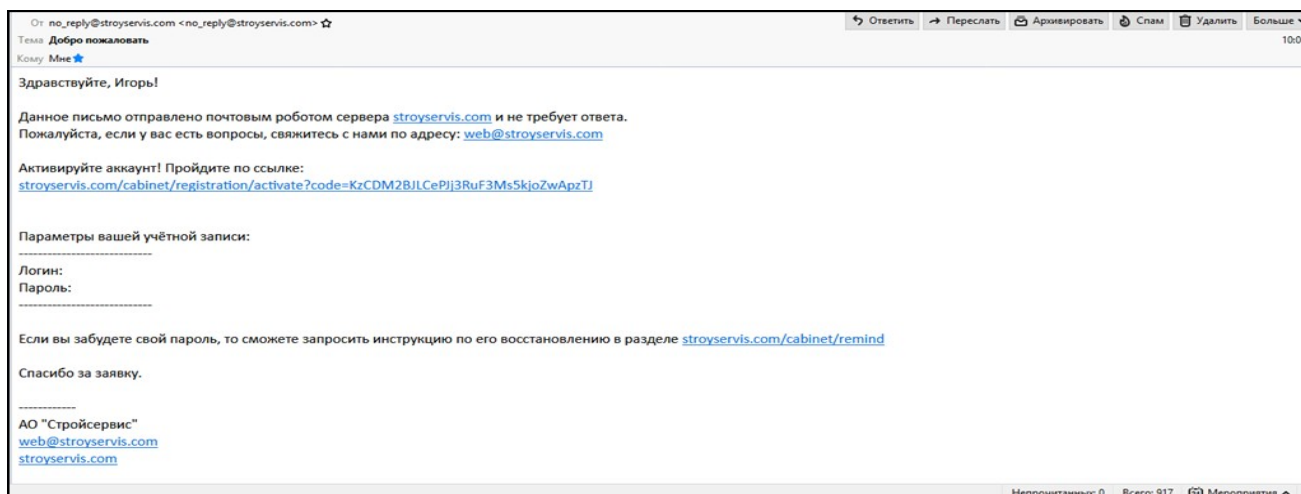 От no_reply@stroyservis.com <no_reply@stroyservis.com>
Ответить Переслать Архивировать Спам Удалить Больше
Тема Добро пожаловать
10:0
Кому Мне
Здравствуйте, Игорь!
Данное письмо отправлено почтовым роботом сервера stroyservis.com и не требует ответа.
Пожалуйста, если у вас есть вопросы, свяжитесь с нами по адресу: web@stroyservis.com
Активируйте аккаунт! Пройдите по ссылке:
stroyservis.com/cabinet/registration/activate?code=KzCDM2BJLCePJj3RuF3Ms5kjoZwApzTJ
Параметры вашей учётной записи:
----------------------------
Логин:
Пароль:
----------------------------
Если вы забудете свой пароль, то сможете запросить инструкцию по его восстановлению в разделе stroyservis.com/cabinet/remind
Спасибо за заявку.
------------
АО "Стройсервис"
web@stroyservis.com
stroyservis.com
Непрочитанных: 0 Всего: 917 Мероприятия